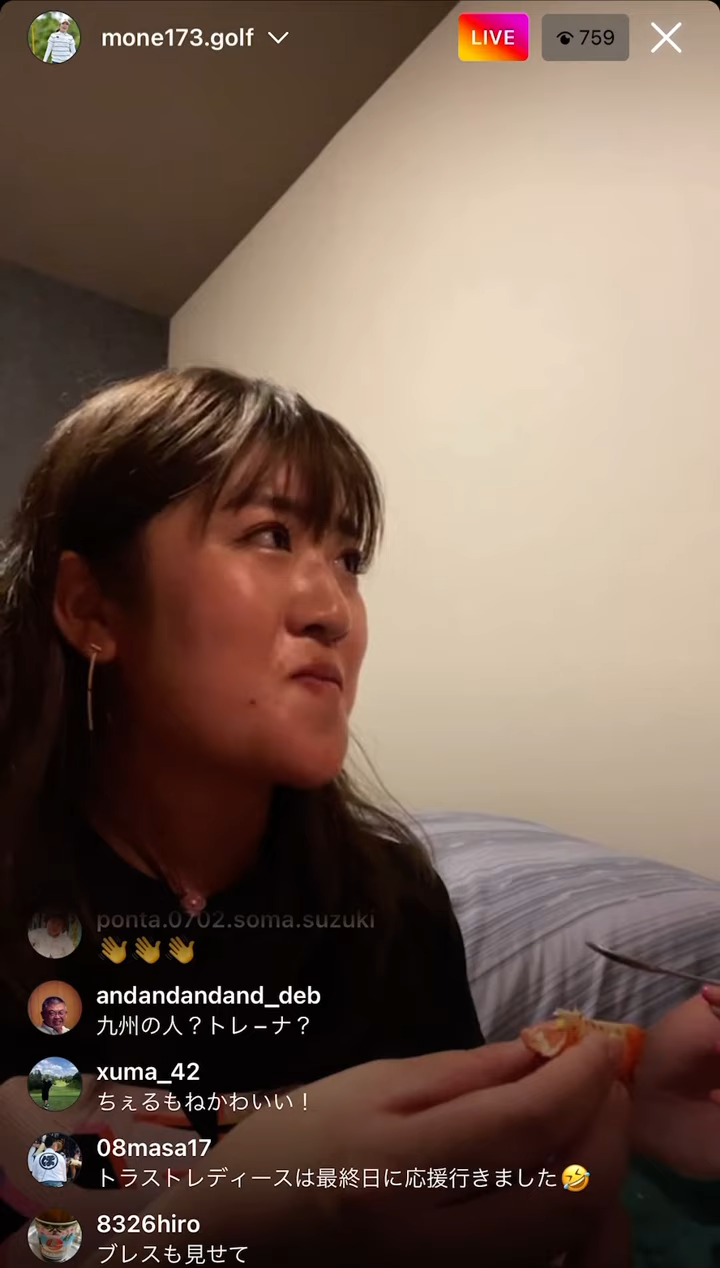 mone173.golf
LIVE
759
ponta.0702.soma.suzuki
👋👋👋
andandandand_deb
九州の人？トレ−ナ？
xuma_42
ちぇるもねかわいい！
08masa17
トラストレディースは最終日に応援行きました🤣
8326hiro
ブレスも見せて